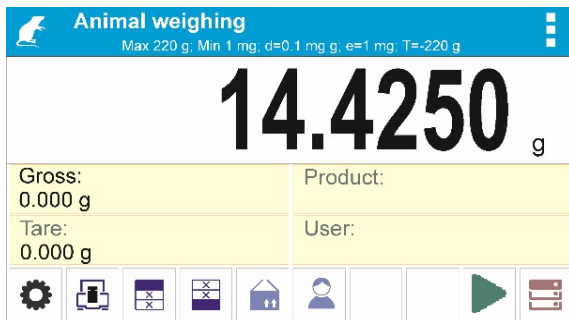 Animal weighing
Max 220 g; Min 1 mg; d=0.1 mg g; e=1 mg; T=-220 g
14.4250 g
Gross:
0.000 g
Product:
Tare:
0.000 g
User: